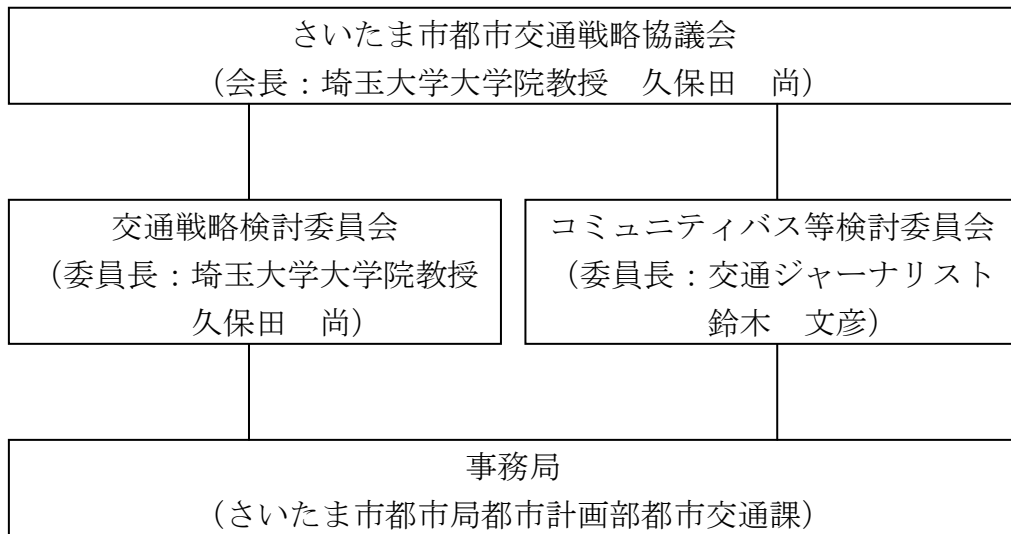 さいたま市都市交通戦略協議会
（会長：埼玉大学大学院教授　久保田　尚）
交通戦略検討委員会
（委員長：埼玉大学大学院教授
久保田　尚）
コミュニティバス等検討委員会
（委員長：交通ジャーナリスト
鈴木　文彦）
事務局
（さいたま市都市局都市計画部都市交通課）